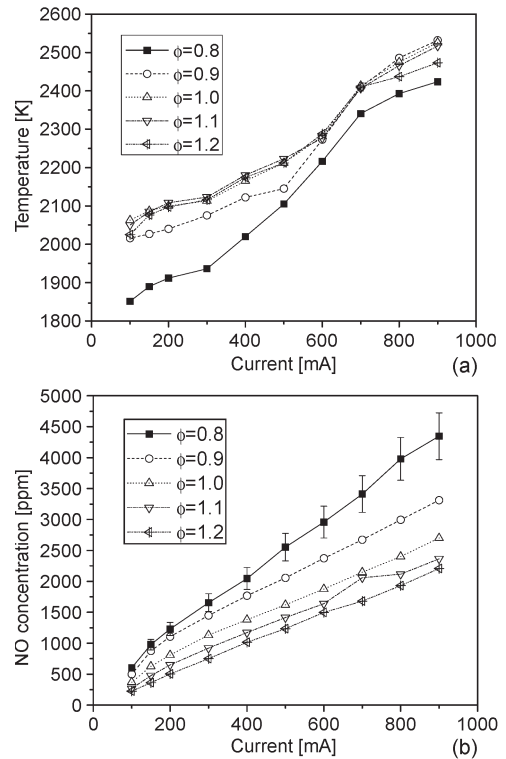 2600
2500
2400
2300
2200
2100
2000
1900
1800
Temperature [K]
ϕ=0.8
ϕ=0.9
ϕ=1.0
ϕ=1.1
ϕ=1.2
0 200 400 600 800 1000
Current [mA]
(a)
5000
4500
4000
3500
3000
2500
2000
1500
1000
500
0
NO concentration [ppm]
ϕ=0.8
ϕ=0.9
ϕ=1.0
ϕ=1.1
ϕ=1.2
0 200 400 600 800 1000
Current [mA]
(b)